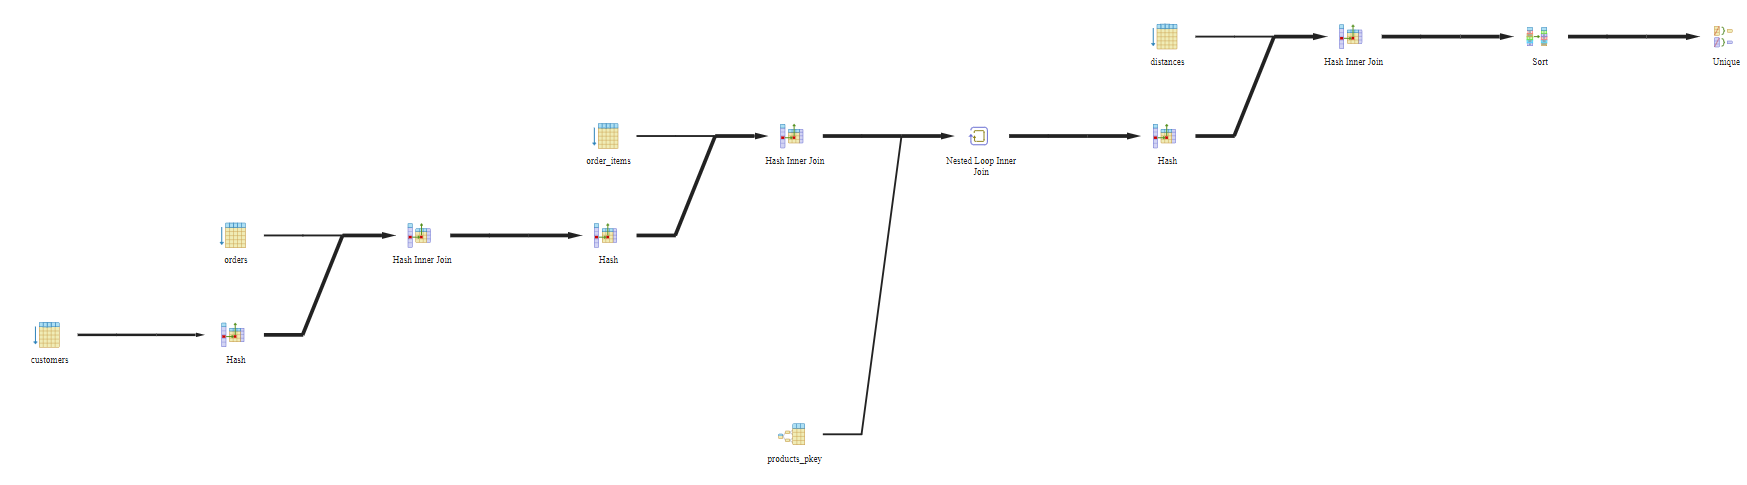 distances
Hash Inner Join
Sort
Unique
order_items
Hash Inner Join
Nested Loop Inner
Join
Hash
orders
Hash Inner Join
Hash
customers
Hash
products_pkey